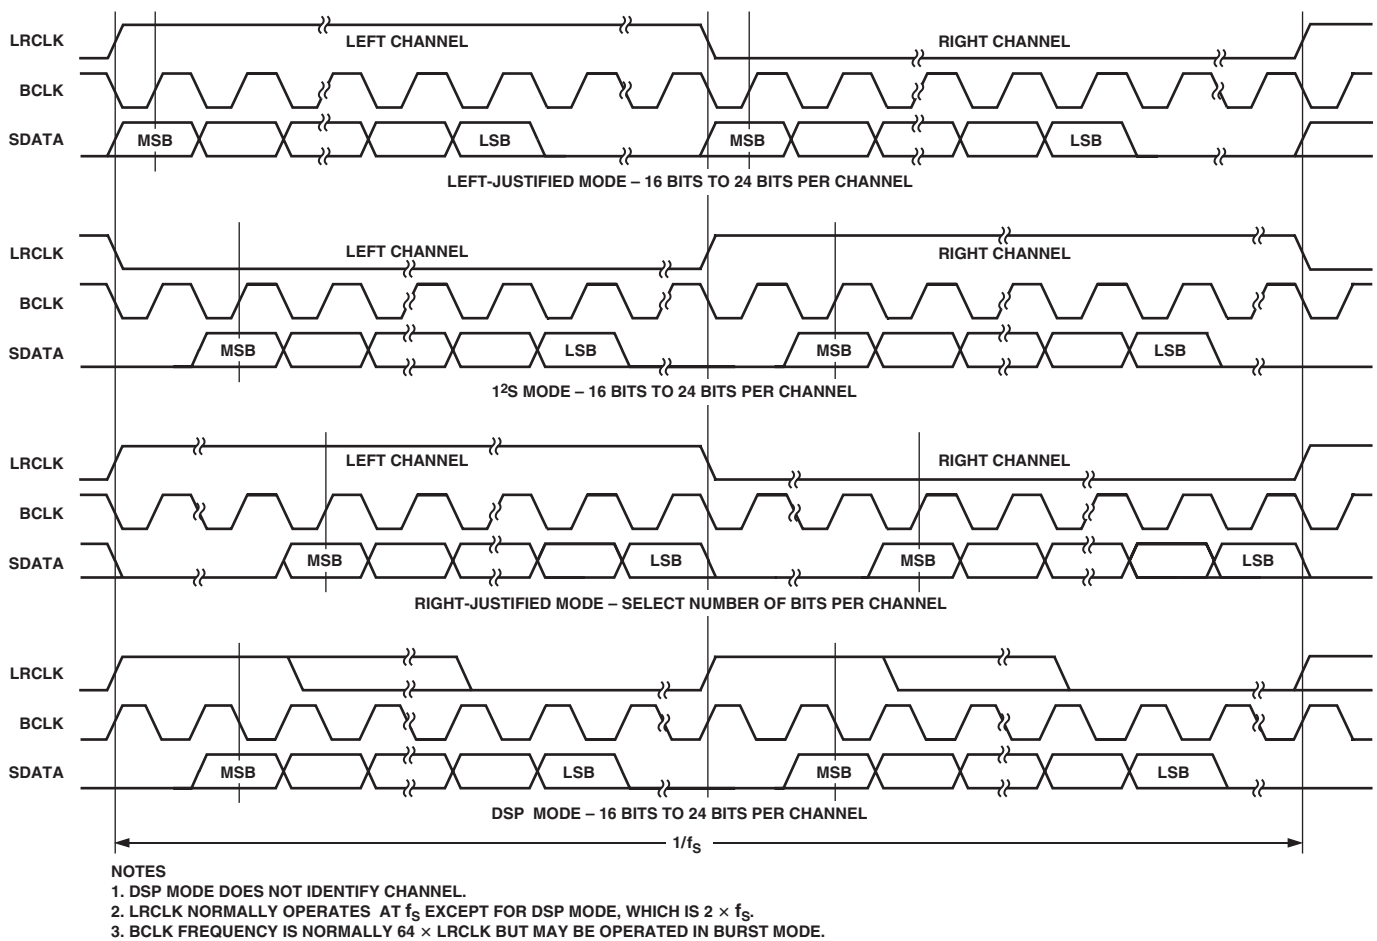 LRCLK LEFT CHANNEL RIGHT CHANNEL
BCLK
SDATA MSB LSB MSB LSB
LEFT-JUSTIFIED MODE – 16 BITS TO 24 BITS PER CHANNEL
LRCLK LEFT CHANNEL RIGHT CHANNEL
BCLK
SDATA MSB LSB MSB LSB
1²S MODE – 16 BITS TO 24 BITS PER CHANNEL
LRCLK LEFT CHANNEL RIGHT CHANNEL
BCLK
SDATA MSB LSB MSB LSB
RIGHT-JUSTIFIED MODE – SELECT NUMBER OF BITS PER CHANNEL
LRCLK
BCLK
SDATA MSB LSB MSB LSB
DSP MODE – 16 BITS TO 24 BITS PER CHANNEL
1/fS
NOTES
1. DSP MODE DOES NOT IDENTIFY CHANNEL.
2. LRCLK NORMALLY OPERATES AT fS EXCEPT FOR DSP MODE, WHICH IS 2 × fS.
3. BCLK FREQUENCY IS NORMALLY 64 × LRCLK BUT MAY BE OPERATED IN BURST MODE.